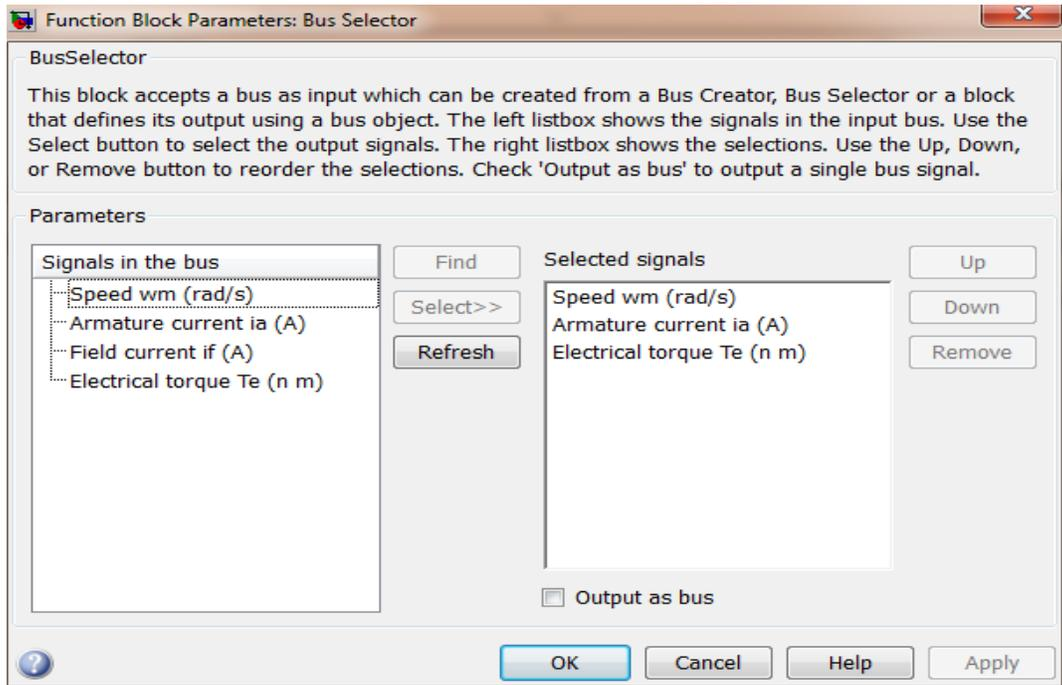 Function Block Parameters: Bus Selector
BusSelector
This block accepts a bus as input which can be created from a Bus Creator, Bus Selector or a block
that defines its output using a bus object. The left listbox shows the signals in the input bus. Use the
Select button to select the output signals. The right listbox shows the selections. Use the Up, Down,
or Remove button to reorder the selections. Check 'Output as bus' to output a single bus signal.
Parameters
Signals in the bus
Speed wm (rad/s)
Armature current ia (A)
Field current if (A)
Electrical torque Te (n m)
Find
Select>>
Refresh
Selected signals
Speed wm (rad/s)
Armature current ia (A)
Electrical torque Te (n m)
Output as bus
Up
Down
Remove
?
OK
Cancel
Help
Apply